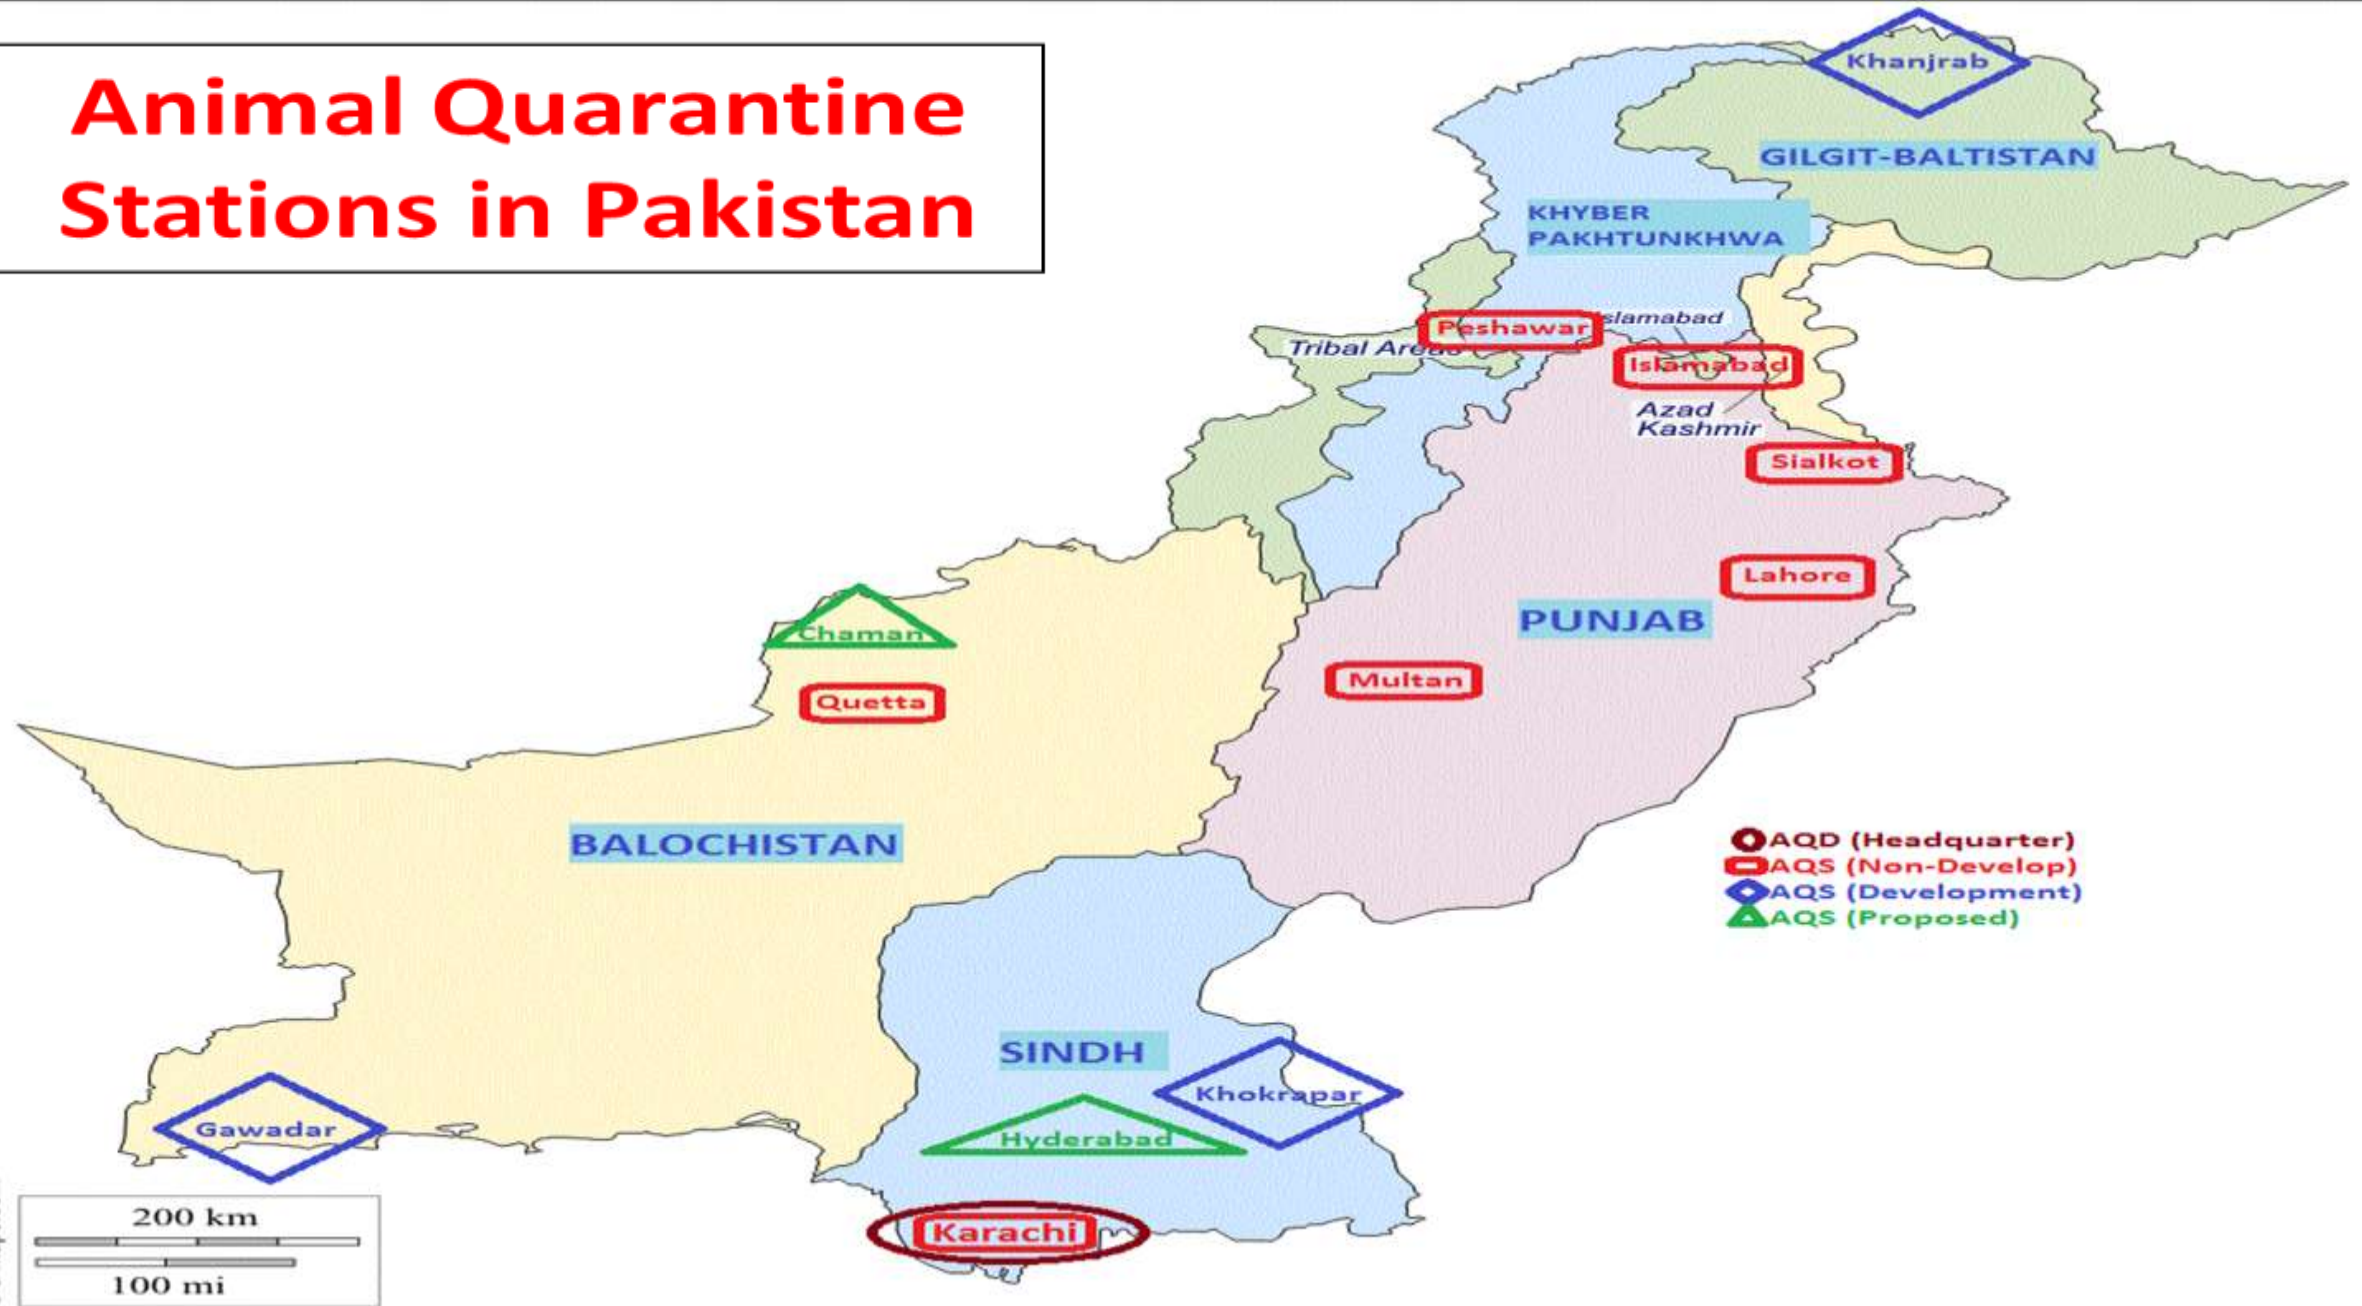 Animal Quarantine
Stations in Pakistan
Khanjrab
GILGIT-BALTISTAN
KHYBER
PAKHTUNKHWA
Peshawar
Islamabad
Tribal Areas
Islamabad
Azad
Kashmir
Sialkot
Lahore
PUNJAB
Chaman
Multan
Quetta
BALOCHISTAN
AQD (Headquarter)
AQS (Non-Develop)
AQS (Development)
AQS (Proposed)
SINDH
Khokrapar
Gawadar
Hyderabad
Karachi
200 km
100 mi